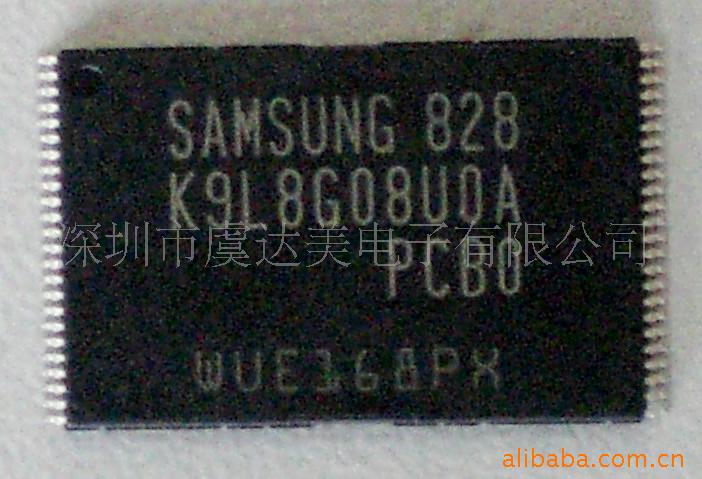 SAMSUNG 828
K9L8G08U0A
深圳市虞达美电子有限公司
PCB0
WUE168PX
alibaba.com.cn